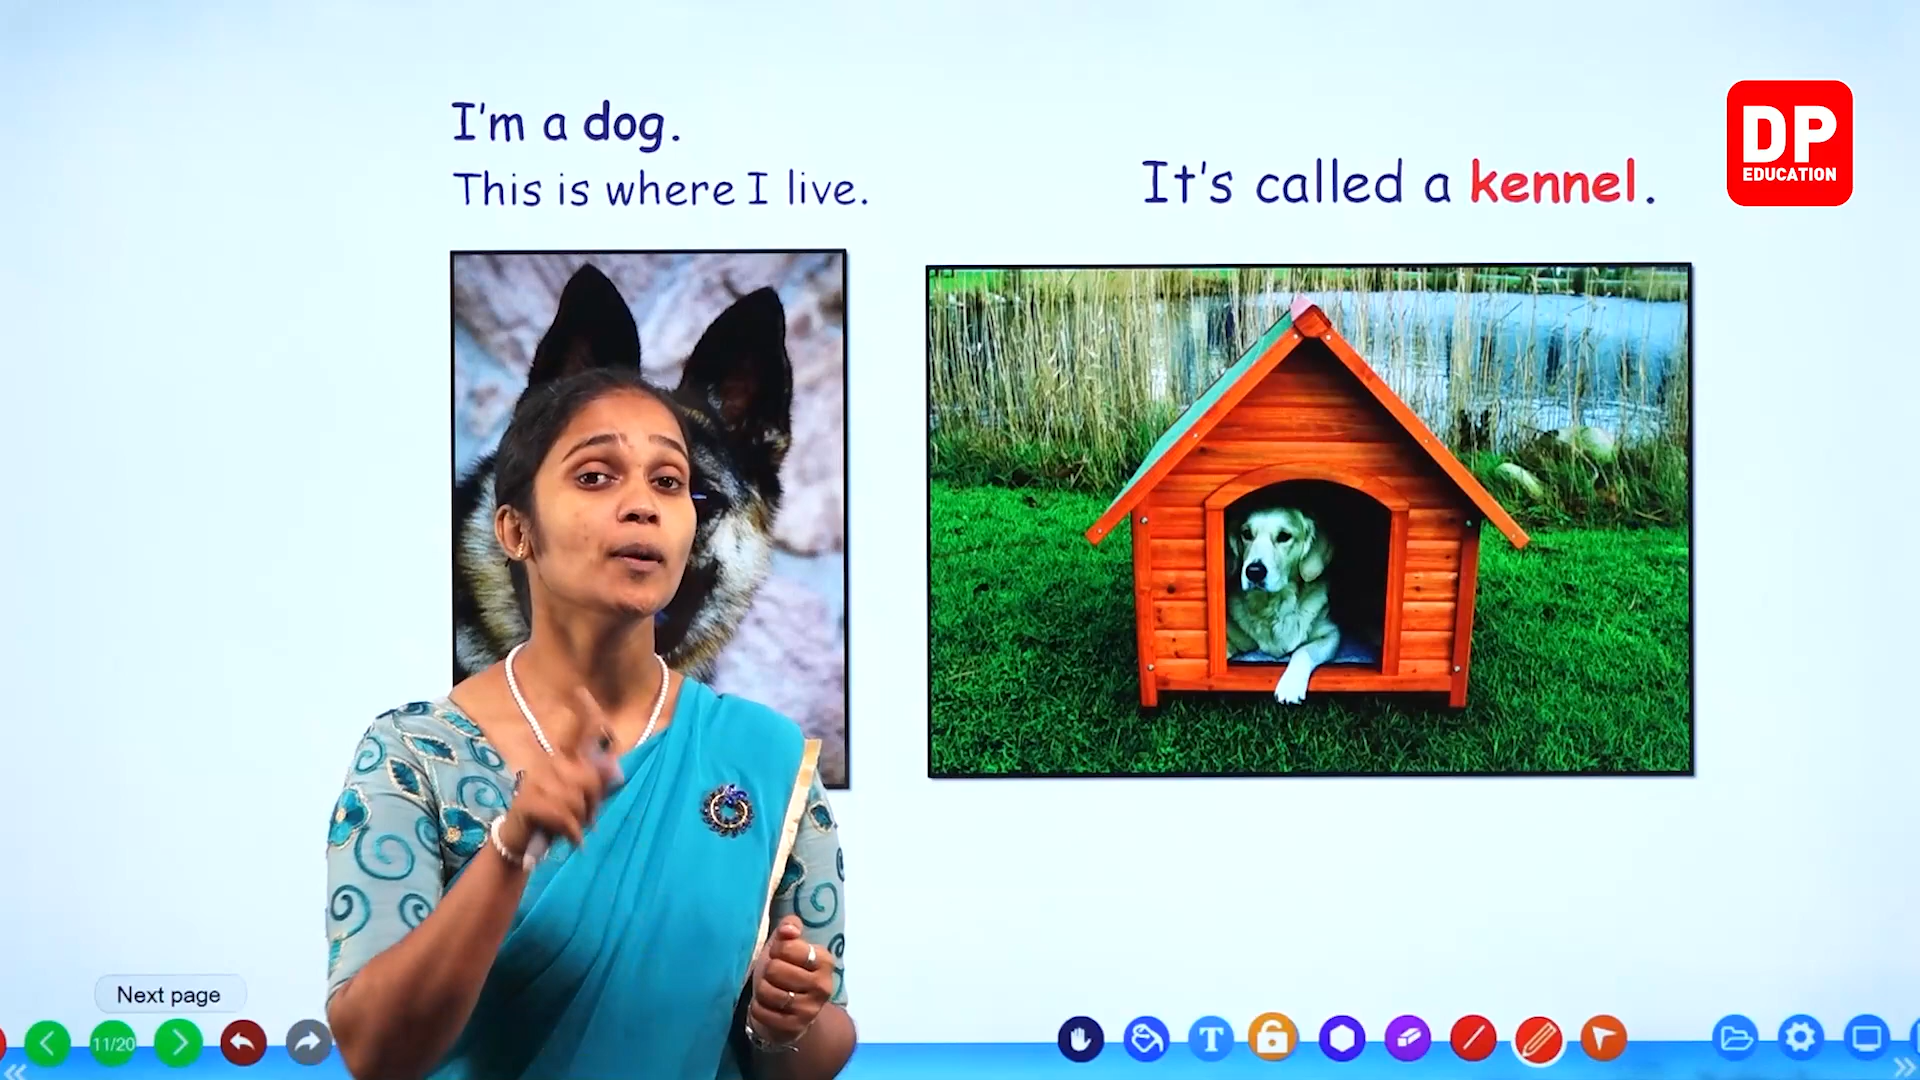 I'm a dog.
This is where I live.
It's called a kennel.
DP
EDUCATION
Next page
11/20
T